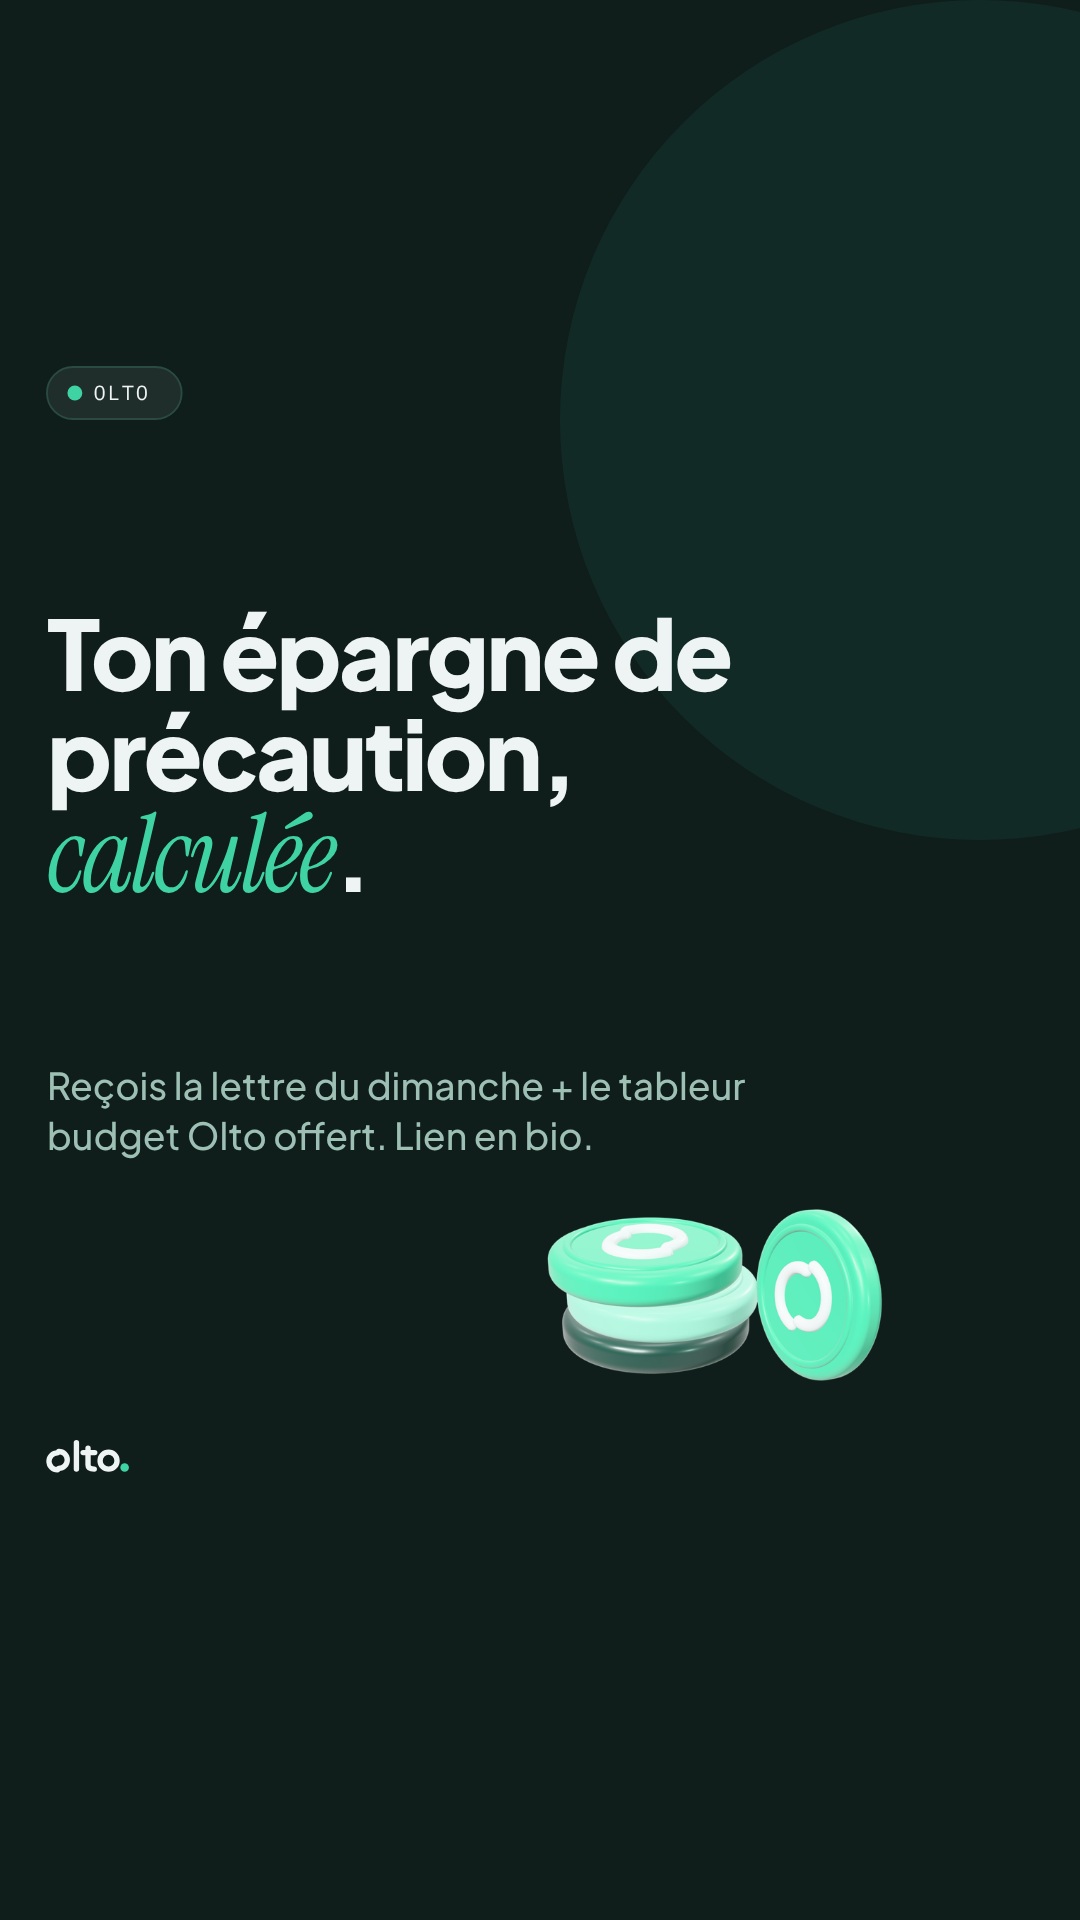 OLTO
Ton épargne de
précaution,
calculée.
Reçois la lettre du dimanche + le tableur
budget Olto offert. Lien en bio.
olto.